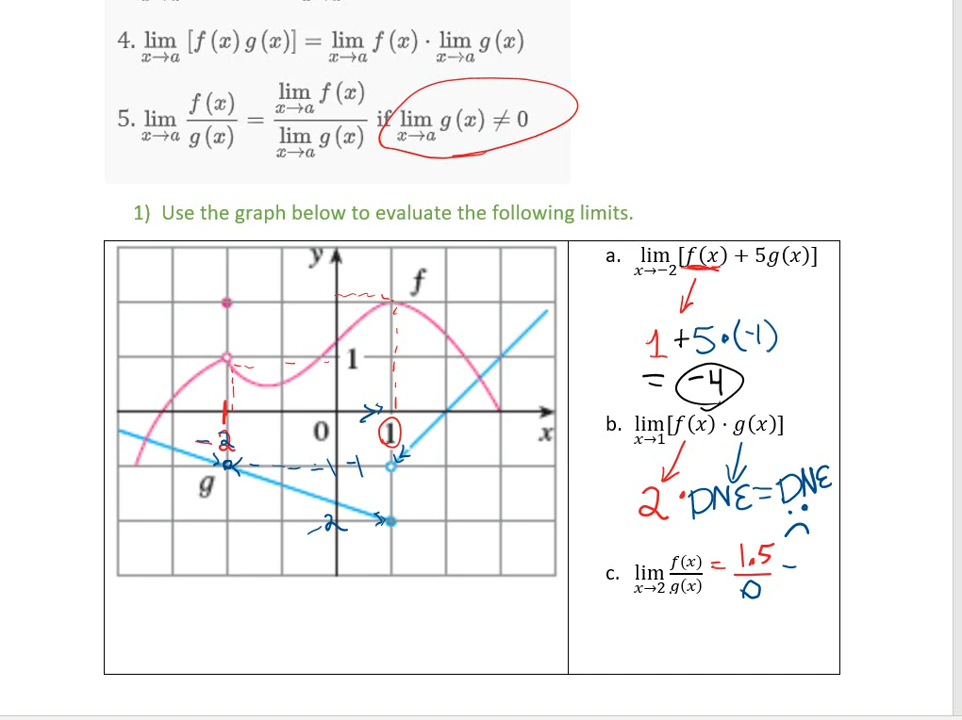 4. lim [f (x) g (x)] = lim f (x) · lim g (x)
x→a x→a x→a
5. lim f (x) / g (x) = lim f (x) / lim g (x) if lim g (x) ≠ 0
x→a x→a x→a x→a
1) Use the graph below to evaluate the following limits.
y
f
1
0
1
x
-2
-1
-1
g
-2
a. lim [f(x) + 5g(x)]
x→−2
1 + 5•(-1)
= -4
b. lim[f(x) · g(x)]
x→1
2 • DNE = DNE
c. lim f(x)/g(x) = 1.5/0 -
x→2